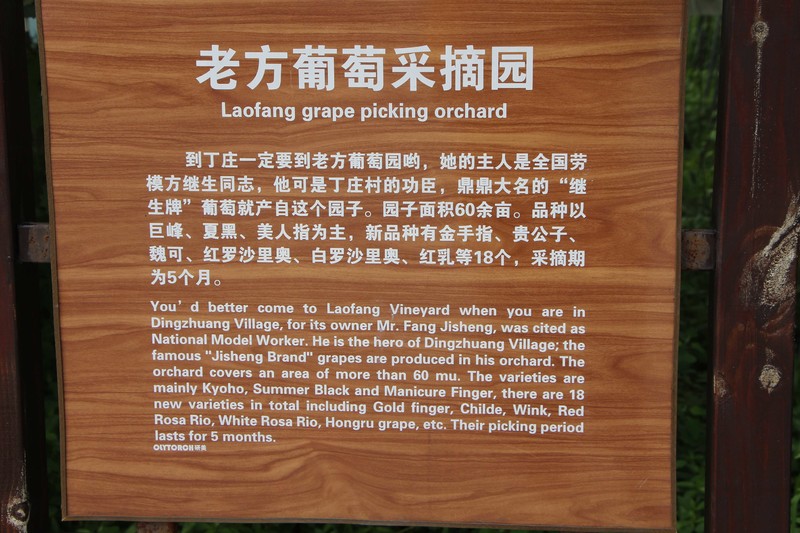 老方葡萄采摘园
Laofang grape picking orchard
到丁庄一定要到老方葡萄园哟，她的主人是全国劳
模方继生同志，他可是丁庄村的功臣，鼎鼎大名的“继
生牌”葡萄就产自这个园子。园子面积60余亩。品种以
巨峰、夏黑、美人指为主，新品种有金手指、贵公子、
魏可、红罗沙里奥、白罗沙里奥、红乳等18个，采摘期
为5个月。
You’d better come to Laofang Vineyard when you are in
Dingzhuang Village, for its owner Mr. Fang Jisheng, was cited as
National Model Worker. He is the hero of Dingzhuang Village; the
famous "Jisheng Brand" grapes are produced in his orchard. The
orchard covers an area of more than 60 mu. The varieties are
mainly Kyoho, Summer Black and Manicure Finger, there are 18
new varieties in total including Gold finger, Childe, Wink, Red
Rosa Rio, White Rosa Rio, Hongru grape, etc. Their picking period
lasts for 5 months.